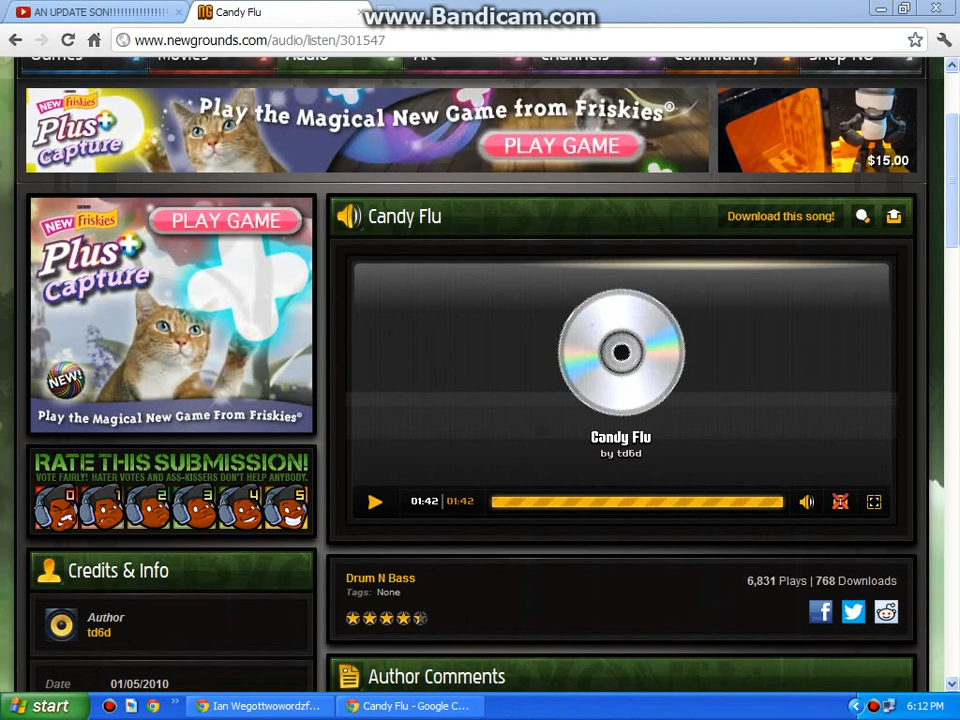 www.Bandicam.com
AN UPDATE SON!!!!!!!!!!!!!!!!!
Candy Flu
www.newgrounds.com/audio/listen/301547
NEW Friskies
Plus+
Capture
Play the Magical New Game from Friskies®
PLAY GAME
$15.00
NEW Friskies
Plus+
Capture
PLAY GAME
NEW!
Play the Magical New Game From Friskies®
Candy Flu
Download this song!
Candy Flu
by td6d
01:42 | 01:42
RATE THIS SUBMISSION!
VOTE FAIRLY! HATER VOTES AND ASS-KISSERS DON'T HELP ANYBODY.
0 1 2 3 4 5
Credits & Info
Author
td6d
Date 01/05/2010
Drum N Bass
Tags: None
6,831 Plays | 768 Downloads
Author Comments
start
Ian Wegottwowordzf...
Candy Flu - Google C...
6:12 PM